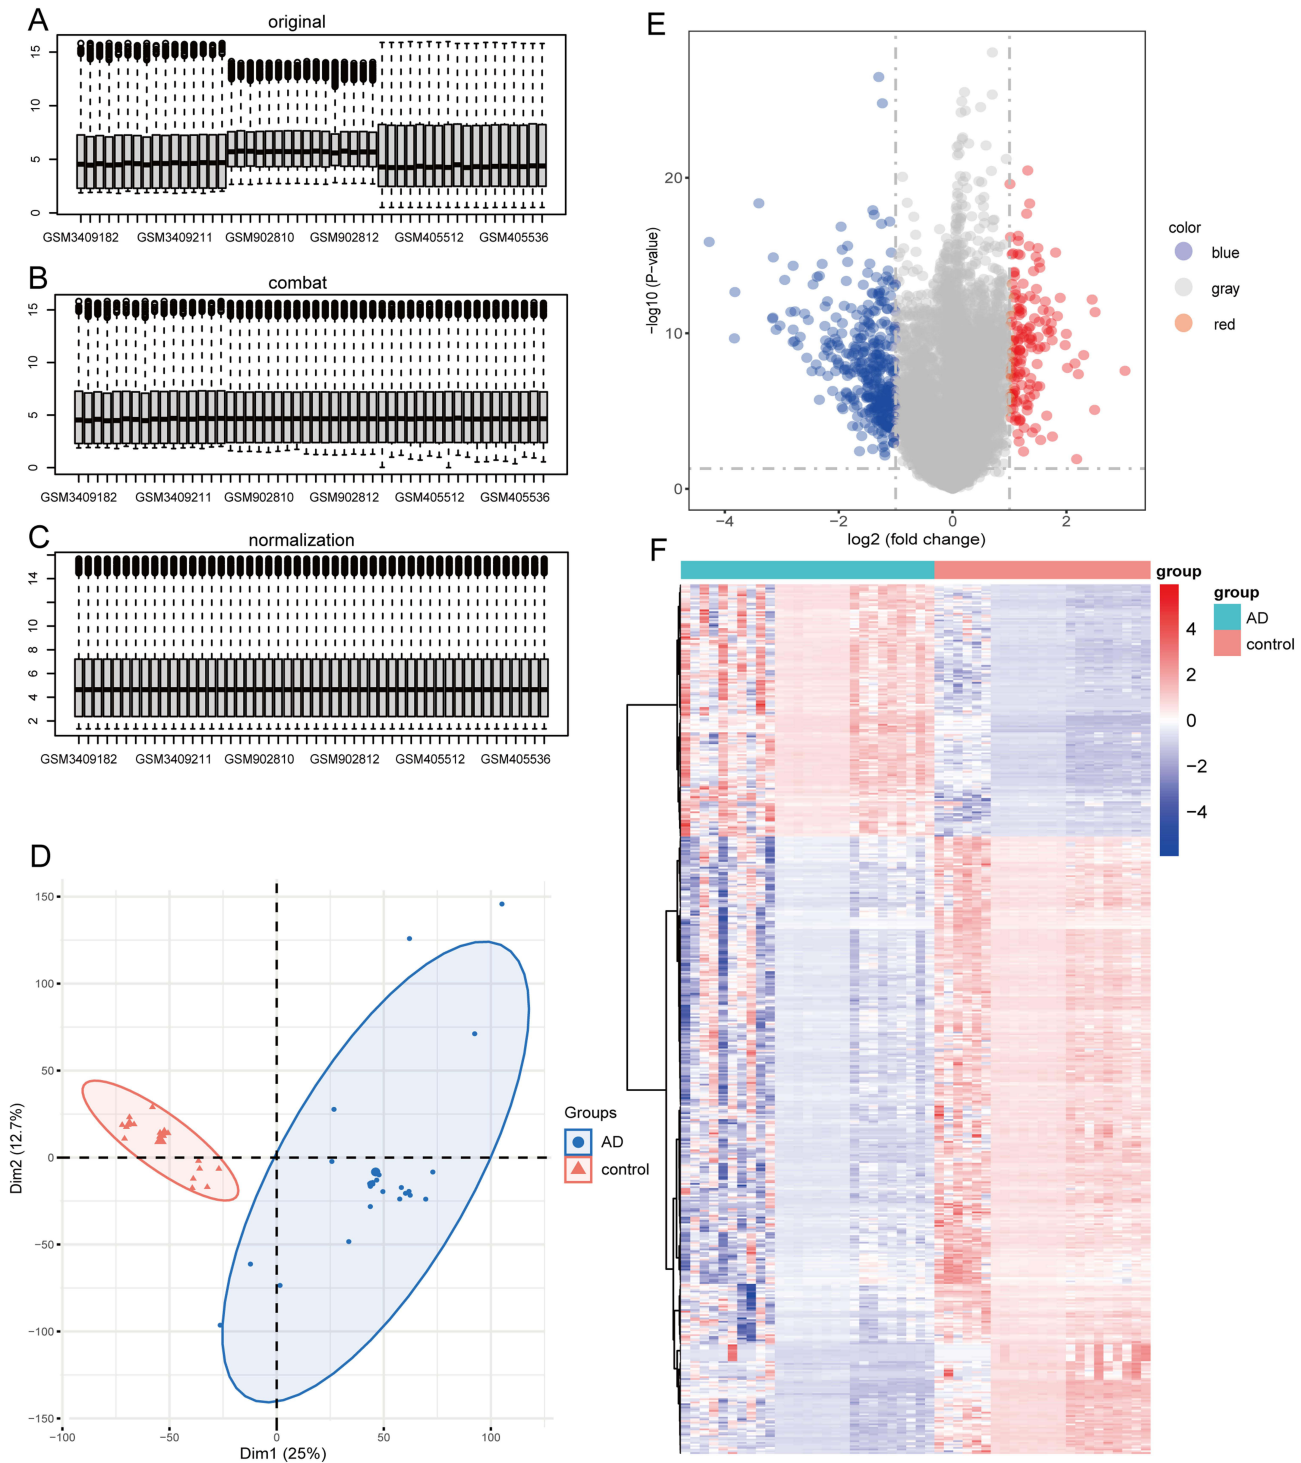 A
original
15
10
5
0
GSM3409182 GSM3409211 GSM902810 GSM902812 GSM405512 GSM405536
B
combat
15
10
5
0
GSM3409182 GSM3409211 GSM902810 GSM902812 GSM405512 GSM405536
C
normalization
14
10
8
6
4
2
GSM3409182 GSM3409211 GSM902810 GSM902812 GSM405512 GSM405536
D
Dim2 (12.7%)
150
100
50
0
−50
−100
−150
−100 −50 0 50 100
Dim1 (25%)
Groups
AD
control
E
−log10 (P−value)
20
10
0
−4 −2 0 2
log2 (fold change)
color
blue
gray
red
F
group
4
2
0
−2
−4
group
AD
control